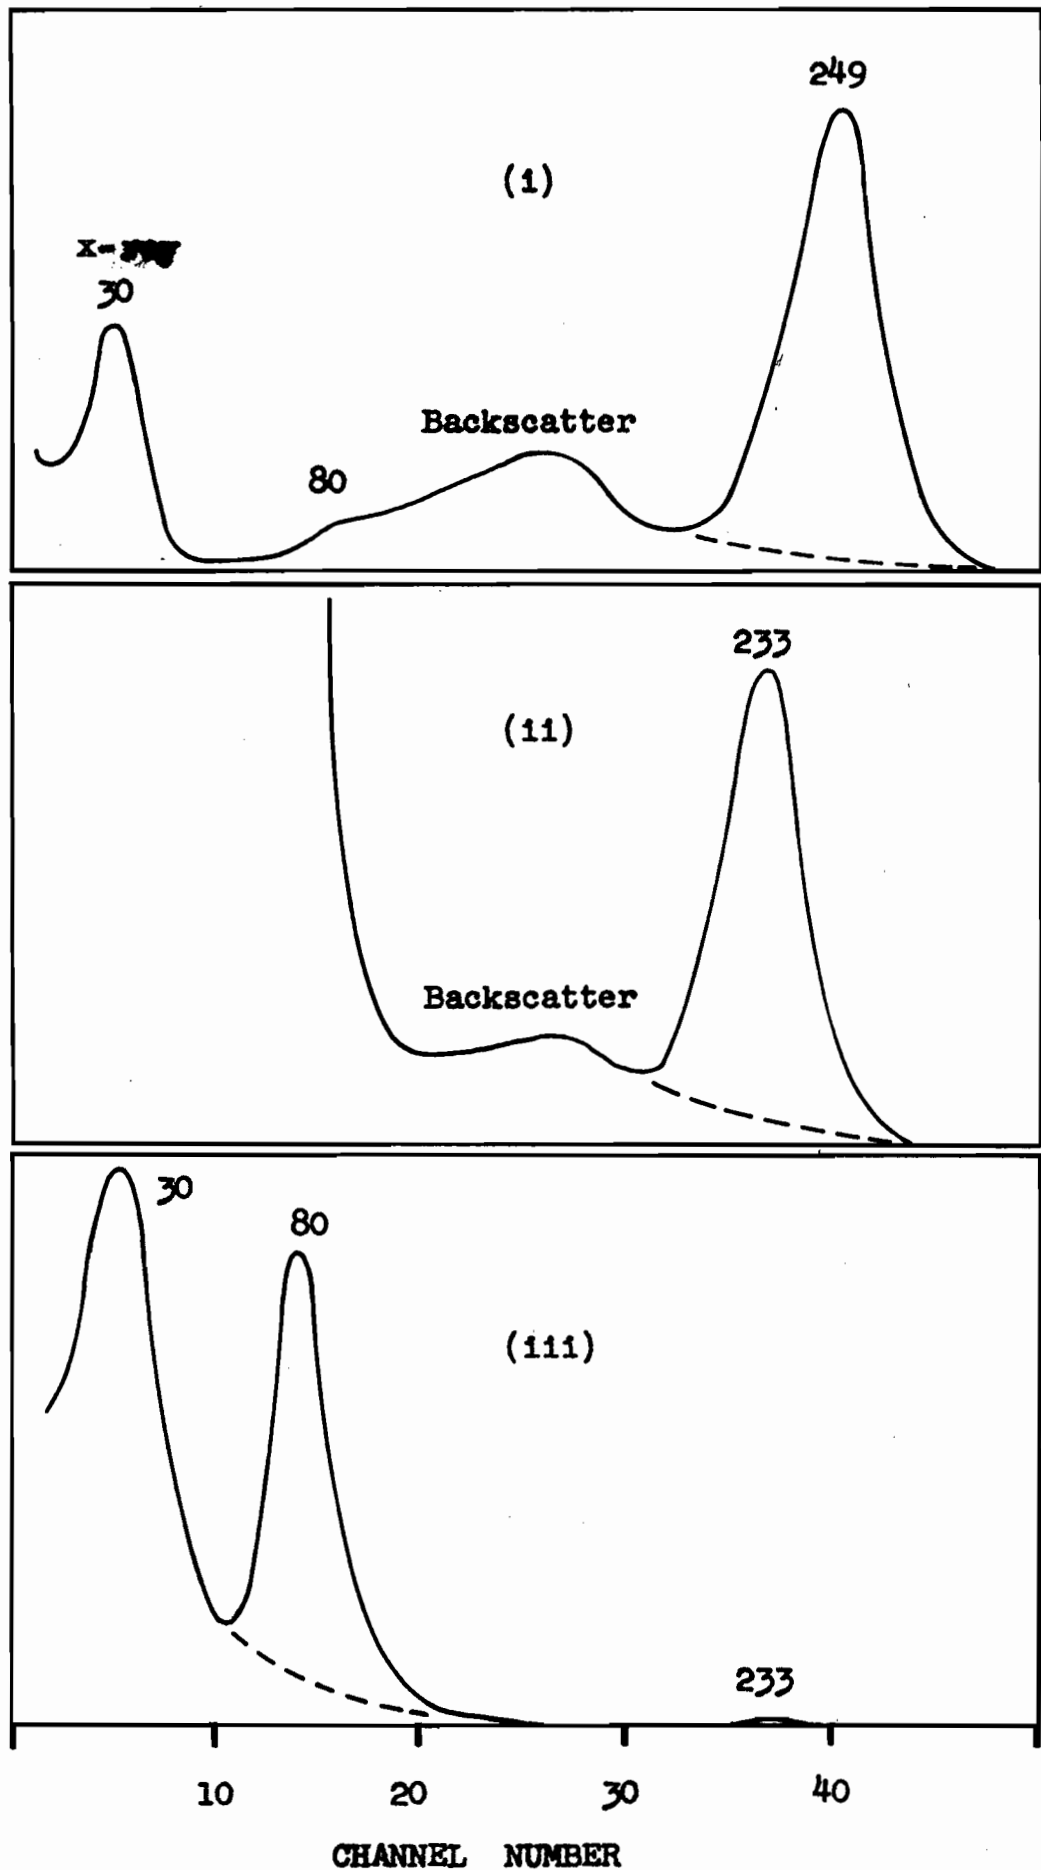 249
(i)
X-
30
Backscatter
80
233
(ii)
Backscatter
30
80
(iii)
233
10 20 30 40
CHANNEL NUMBER